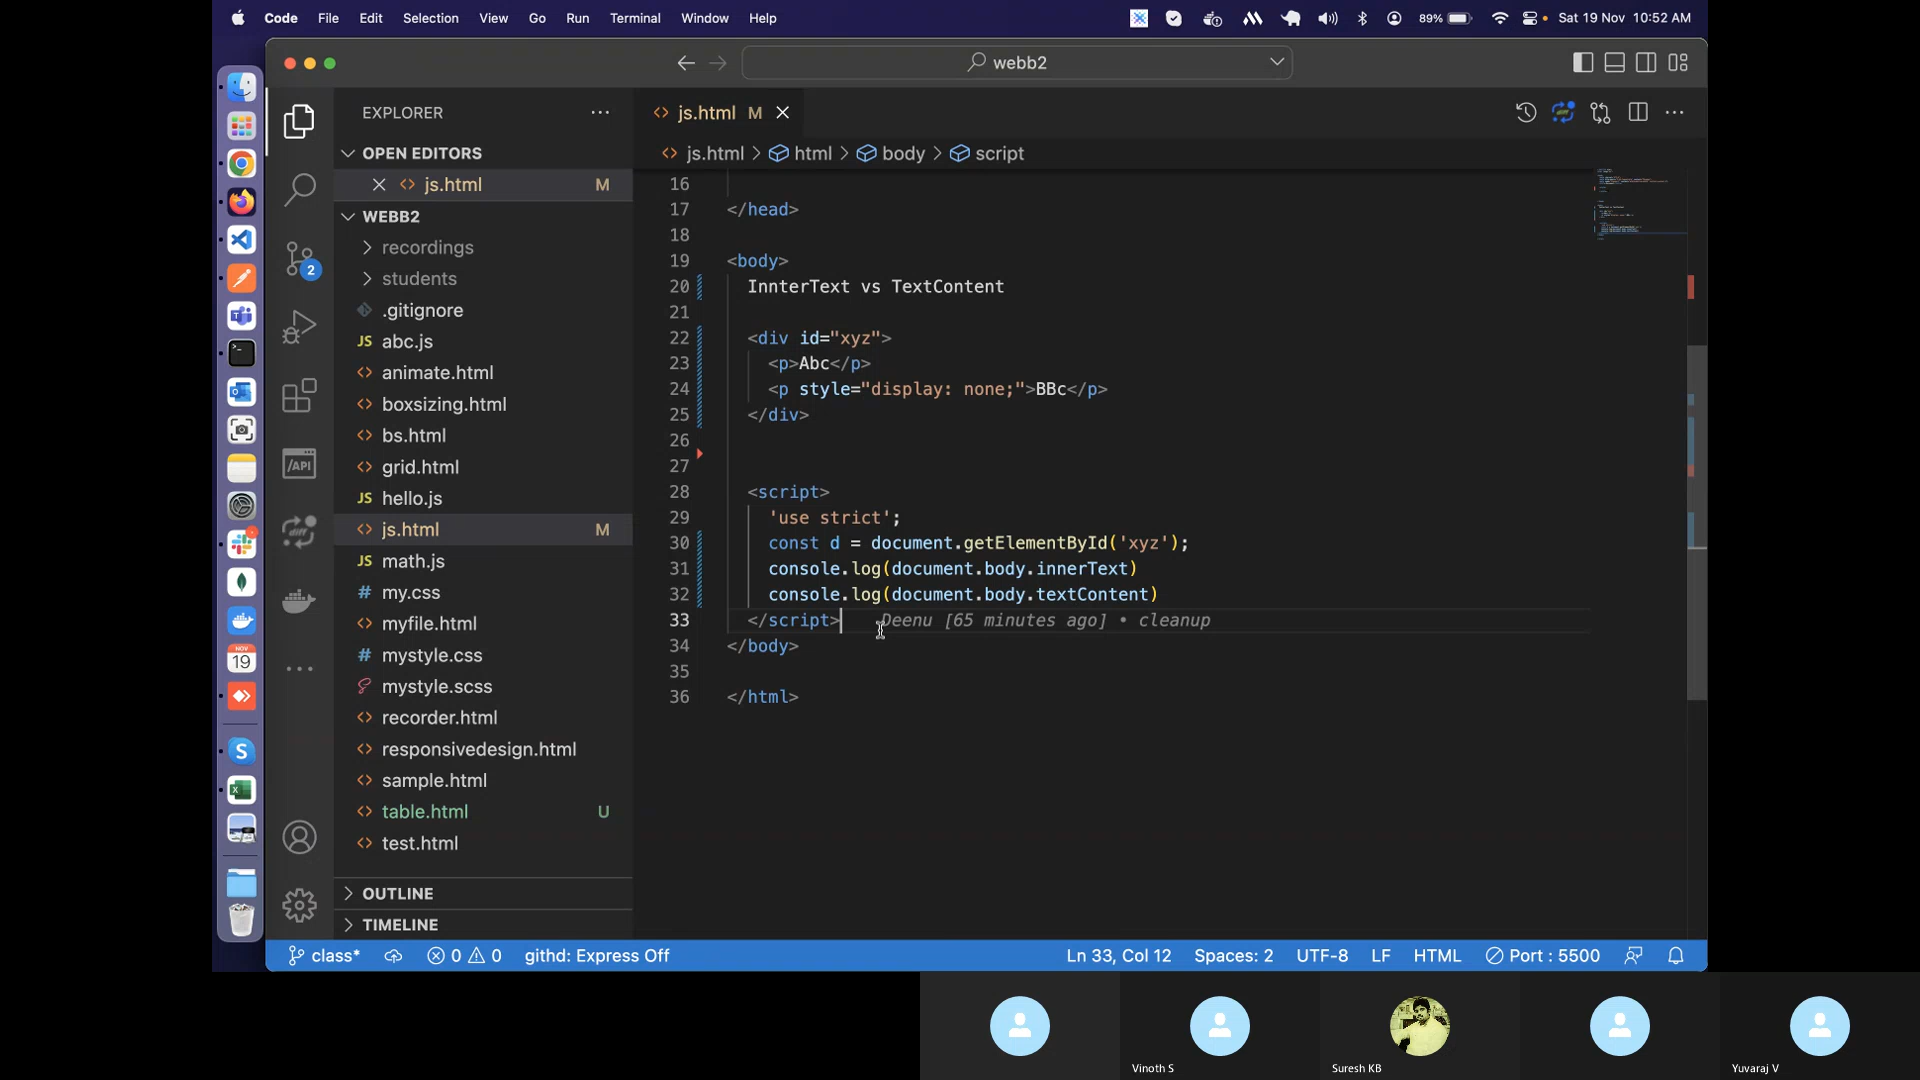 Code File Edit Selection View Go Run Terminal Window Help 89% Sat 19 Nov 10:52 AM
webb2
EXPLORER
OPEN EDITORS
js.html M
WEBB2
recordings
students
.gitignore
JS abc.js
animate.html
boxsizing.html
bs.html
grid.html
JS hello.js
js.html M
JS math.js
# my.css
myfile.html
# mystyle.css
mystyle.scss
recorder.html
responsivedesign.html
sample.html
table.html U
test.html
OUTLINE
TIMELINE
2
/API
diff
NOV
19
js.html M
js.html > html > body > script
16
17 </head>
18
19 <body>
20 InnterText vs TextContent
21
22 <div id="xyz">
23 <p>Abc</p>
24 <p style="display: none;">BBc</p>
25 </div>
26
27
28 <script>
29 'use strict';
30 const d = document.getElementById('xyz');
31 console.log(document.body.innerText)
32 console.log(document.body.textContent)
33 </script> Deenu [65 minutes ago] • cleanup
34 </body>
35
36 </html>
class* 0 0 githd: Express Off Ln 33, Col 12 Spaces: 2 UTF-8 LF HTML Port : 5500
Vinoth S
Suresh KB
Yuvaraj V